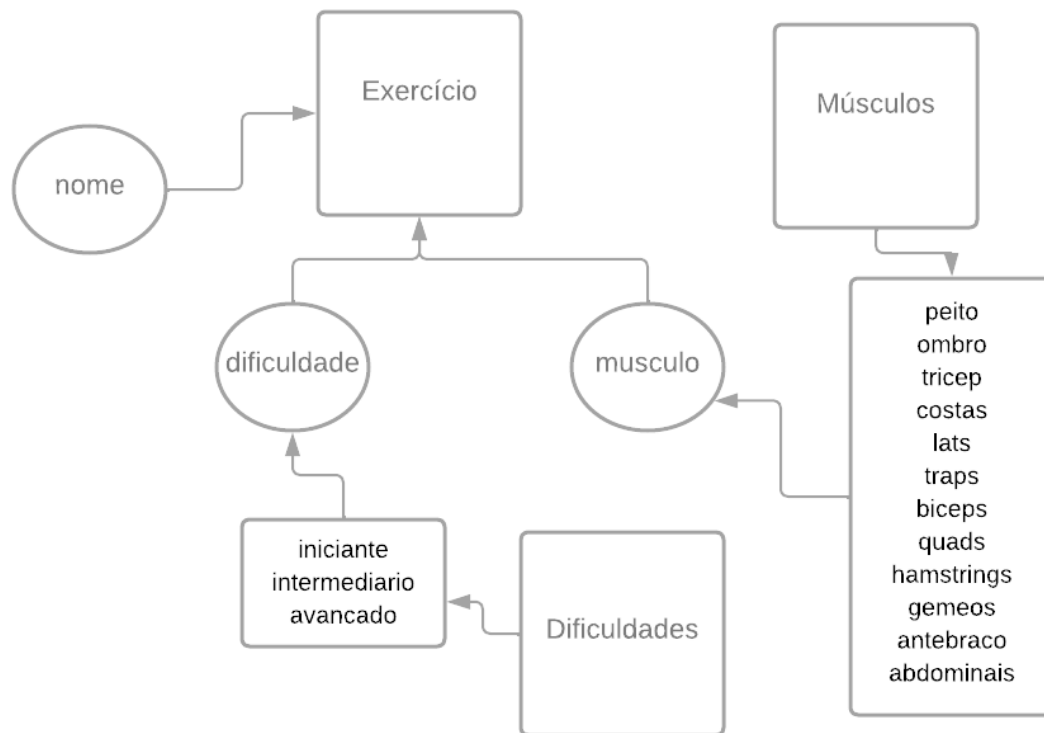 Exercício
Músculos
nome
dificuldade
musculo
peito
ombro
tricep
costas
lats
traps
biceps
quads
hamstrings
gemeos
antebraco
abdominais
iniciante
intermediario
avancado
Dificuldades